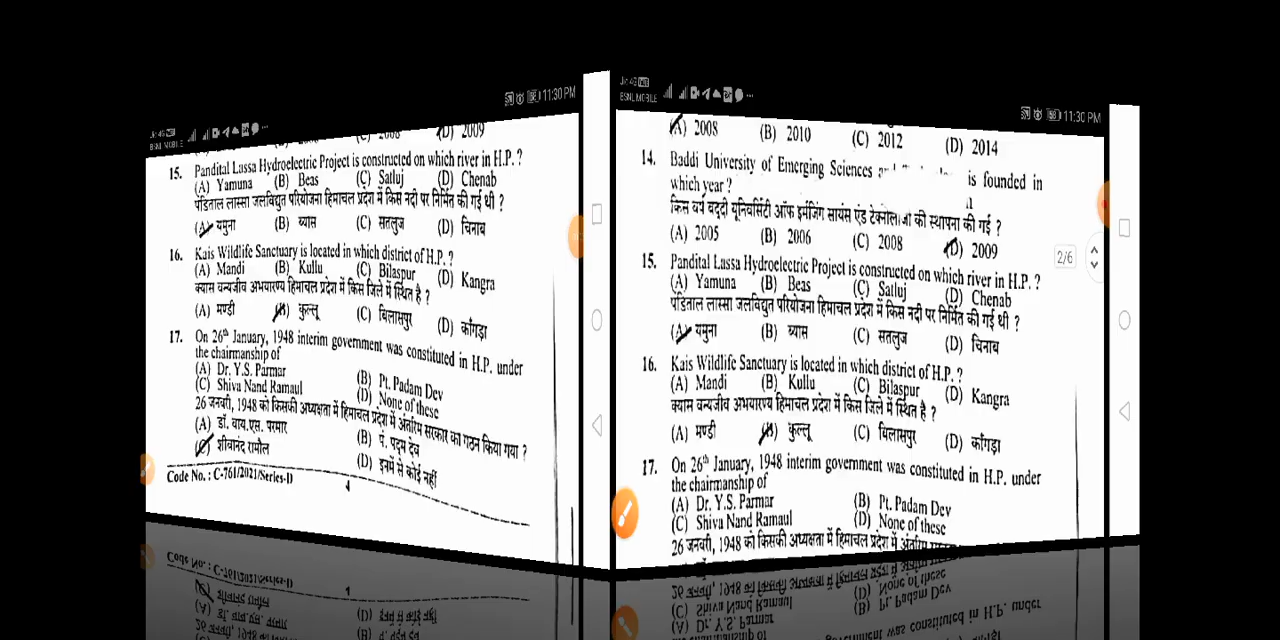 Jio 4G
BSNL MOBILE
11:30 PM
(D) 2009
15. Pandital Lassa Hydroelectric Project is constructed on which river in H.P. ?
(A) Yamuna (B) Beas (C) Satluj (D) Chenab
पंडिताल लास्सा जलविद्युत परियोजना हिमाचल प्रदेश में किस नदी पर निर्मित की गई थी ?
(A) यमुना (B) ब्यास (C) सतलुज (D) चिनाब
16. Kais Wildlife Sanctuary is located in which district of H.P. ?
(A) Mandi (B) Kullu (C) Bilaspur (D) Kangra
क्यास वन्यजीव अभयारण्य हिमाचल प्रदेश में किस जिले में स्थित है ?
(A) मण्डी (B) कुल्लू (C) बिलासपुर (D) काँगड़ा
17. On 26th January, 1948 interim government was constituted in H.P. under
the chairmanship of
(A) Dr. Y.S. Parmar (B) Pt. Padam Dev
(C) Shiva Nand Ramaul (D) None of these
26 जनवरी, 1948 को किसकी अध्यक्षता में हिमाचल प्रदेश में अंतरिम सरकार का गठन किया गया ?
(A) डॉ. वाय.एस. परमार (B) पं. पद्म देव
(C) शीवानंद रामौल (D) इनमें से कोई नहीं
Code No. : C-761/2021/Series-D 4
Jio 4G
BSNL MOBILE
11:30 PM
(A) 2008 (B) 2010 (C) 2012 (D) 2014
14. Baddi University of Emerging Sciences is founded in
which year ?
किस वर्ष बद्दी यूनिवर्सिटी ऑफ इमर्जिंग सायंस एंड की स्थापना की गई ?
(A) 2005 (B) 2006 (C) 2008 (D) 2009
2/6
15. Pandital Lassa Hydroelectric Project is constructed on which river in H.P. ?
(A) Yamuna (B) Beas (C) Satluj (D) Chenab
पंडिताल लास्सा जलविद्युत परियोजना हिमाचल प्रदेश में किस नदी पर निर्मित की गई थी ?
(A) यमुना (B) ब्यास (C) सतलुज (D) चिनाब
16. Kais Wildlife Sanctuary is located in which district of H.P. ?
(A) Mandi (B) Kullu (C) Bilaspur (D) Kangra
क्यास वन्यजीव अभयारण्य हिमाचल प्रदेश में किस जिले में स्थित है ?
(A) मण्डी (B) कुल्लू (C) बिलासपुर (D) काँगड़ा
17. On 26th January, 1948 interim government was constituted in H.P. under
the chairmanship of
(A) Dr. Y.S. Parmar (B) Pt. Padam Dev
(C) Shiva Nand Ramaul (D) None of these
26 जनवरी, 1948 को किसकी अध्यक्षता में हिमाचल प्रदेश में अंतरिम